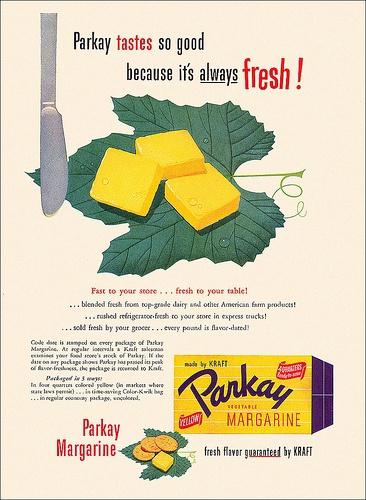 Parkay tastes so good
because it's always fresh!
Fast to your store . . . fresh to your table!
. . . blended fresh from top-grade dairy and other American farm products!
. . . rushed refrigerator-fresh to your store in express trucks!
. . . sold fresh by your grocer . . . every pound is flavor-dated!
Code date is stamped on every package of Parkay
Margarine. At regular intervals a Kraft salesman
examines your food store's stock of Parkay. If the
date on any package shows Parkay has passed its peak
of flavor-freshness, the package is returned to Kraft.
Packaged in 3 ways:
In four quarters colored yellow (in markets where
state laws permit) . . . in time-saving Color-Kwik bag
. . . in regular economy package, uncolored.
made by KRAFT
4 QUARTERS
Parkay
VEGETABLE
MARGARINE
YELLOW!
Parkay
Margarine
fresh flavor guaranteed by KRAFT